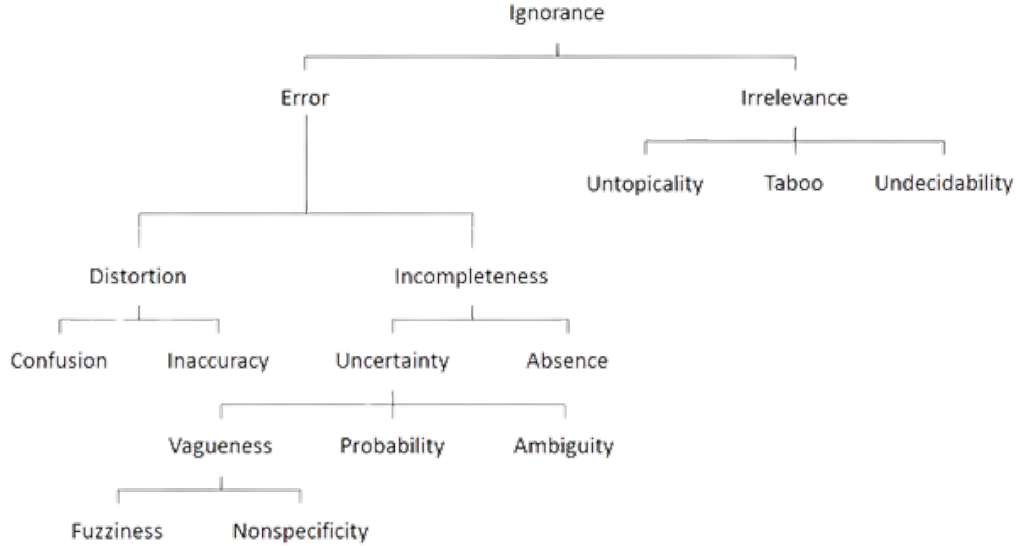 Ignorance
Error Irrelevance
Untopicality Taboo Undecidability
Distortion Incompleteness
Confusion Inaccuracy Uncertainty Absence
Vagueness Probability Ambiguity
Fuzziness Nonspecificity